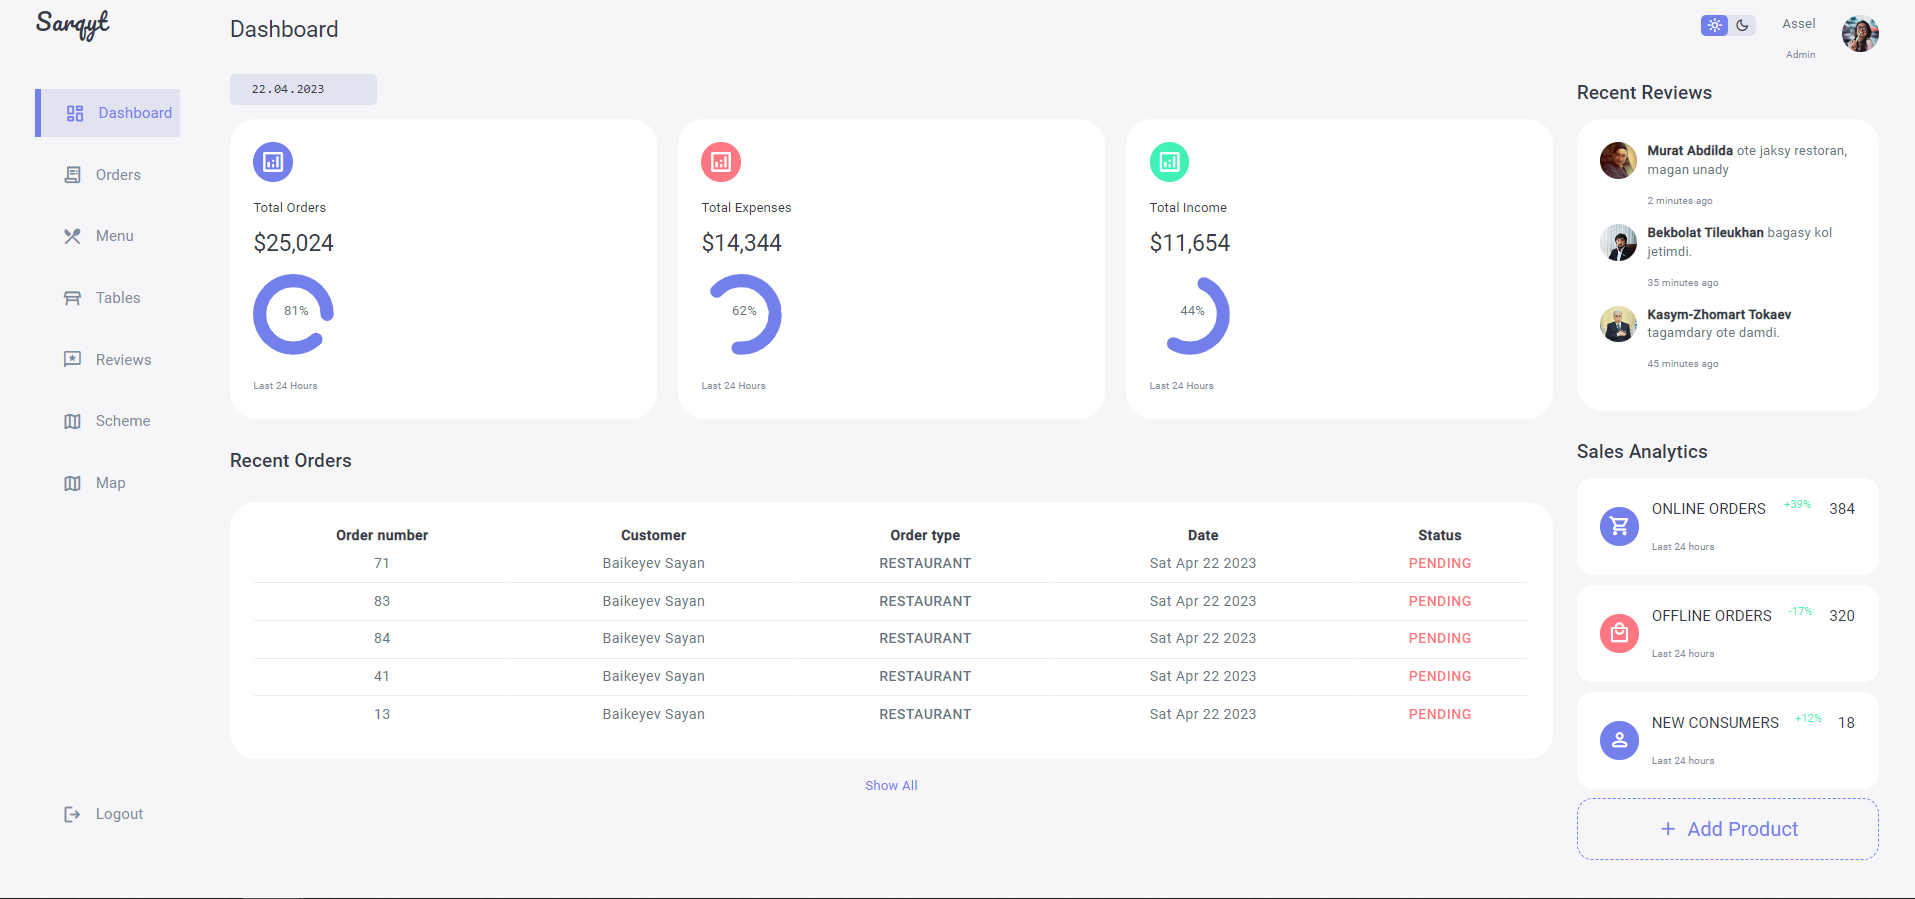 Sarqyt
Dashboard
Assel
Admin
22.04.2023
Dashboard
Orders
Menu
Tables
Reviews
Scheme
Map
Logout
Total Orders
$25,024
81%
Last 24 Hours
Total Expenses
$14,344
62%
Last 24 Hours
Total Income
$11,654
44%
Last 24 Hours
Recent Orders
Order number Customer Order type Date Status
71 Baikeyev Sayan RESTAURANT Sat Apr 22 2023 PENDING
83 Baikeyev Sayan RESTAURANT Sat Apr 22 2023 PENDING
84 Baikeyev Sayan RESTAURANT Sat Apr 22 2023 PENDING
41 Baikeyev Sayan RESTAURANT Sat Apr 22 2023 PENDING
13 Baikeyev Sayan RESTAURANT Sat Apr 22 2023 PENDING
Show All
Recent Reviews
Murat Abdilda ote jaksy restoran,
magan unady
2 minutes ago
Bekbolat Tileukhan bagasy kol
jetimdi.
35 minutes ago
Kasym-Zhomart Tokaev
tagamdary ote damdi.
45 minutes ago
Sales Analytics
ONLINE ORDERS +39% 384
Last 24 hours
OFFLINE ORDERS -17% 320
Last 24 hours
NEW CONSUMERS +12% 18
Last 24 hours
+ Add Product